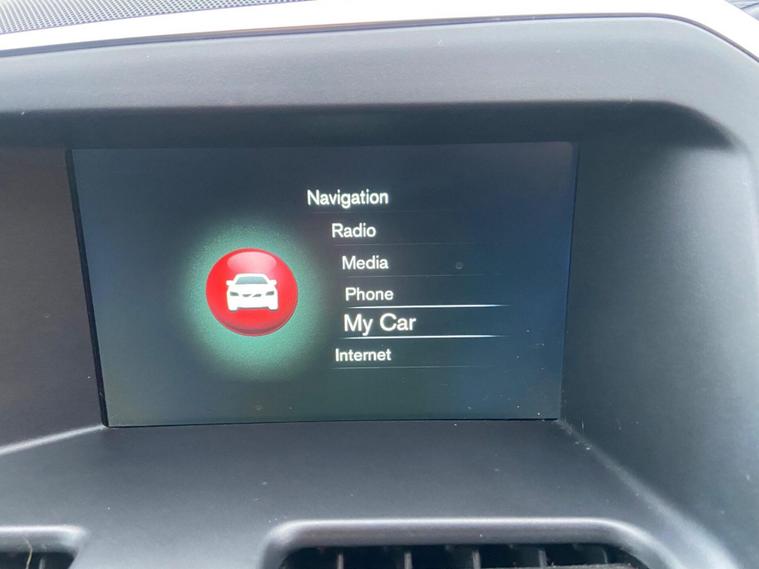 Navigation
Radio
Media
Phone
My Car
Internet